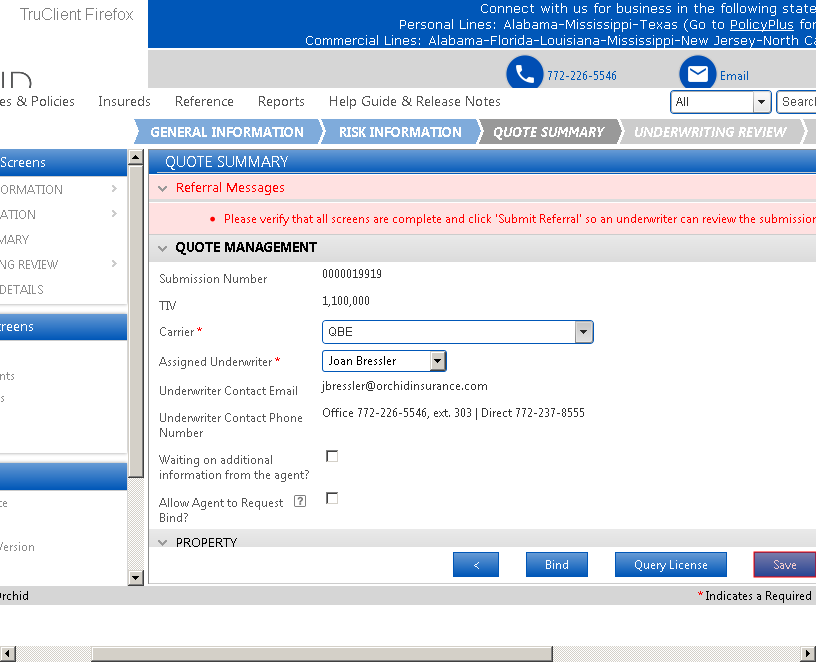 TruClient Firefox
Connect with us for business in the following state
Personal Lines: Alabama-Mississippi-Texas (Go to PolicyPlus for
Commercial Lines: Alabama-Florida-Louisiana-Mississippi-New Jersey-North Ca
772-226-5546
Email
es & Policies
Insureds
Reference
Reports
Help Guide & Release Notes
All
Searc
GENERAL INFORMATION
RISK INFORMATION
QUOTE SUMMARY
UNDERWRITING REVIEW
Screens
ORMATION
ATION
MARY
NG REVIEW
DETAILS
creens
nts
s
ce
Version
Orchid
QUOTE SUMMARY
Referral Messages
• Please verify that all screens are complete and click 'Submit Referral' so an underwriter can review the submission
QUOTE MANAGEMENT
Submission Number 0000019919
TIV 1,100,000
Carrier * QBE
Assigned Underwriter * Joan Bressler
Underwriter Contact Email jbressler@orchidinsurance.com
Underwriter Contact Phone Office 772-226-5546, ext. 303 | Direct 772-237-8555
Number
Waiting on additional
information from the agent?
Allow Agent to Request ?
Bind?
PROPERTY
<
Bind
Query License
Save
* Indicates a Required